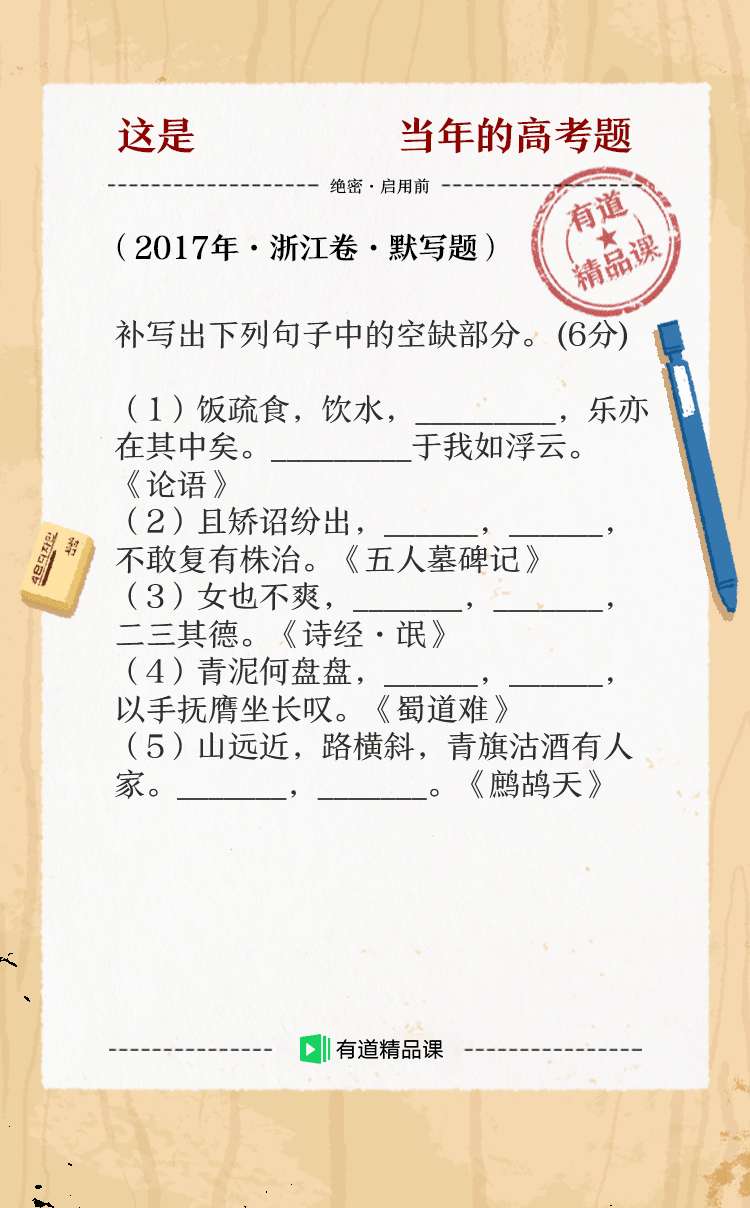 这是 当年的高考题
绝密·启用前
有道
精品课
（2017年·浙江卷·默写题）
补写出下列句子中的空缺部分。(6分)
（1）饭疏食，饮水，_________，乐亦
在其中矣。_________于我如浮云。
《论语》
（2）且矫诏纷出，______，______，
不敢复有株治。《五人墓碑记》
（3）女也不爽，_______，_______，
二三其德。《诗经·氓》
（4）青泥何盘盘，______，______，
以手抚膺坐长叹。《蜀道难》
（5）山远近，路横斜，青旗沽酒有人
家。_______，_______。《鹧鸪天》
有道精品课